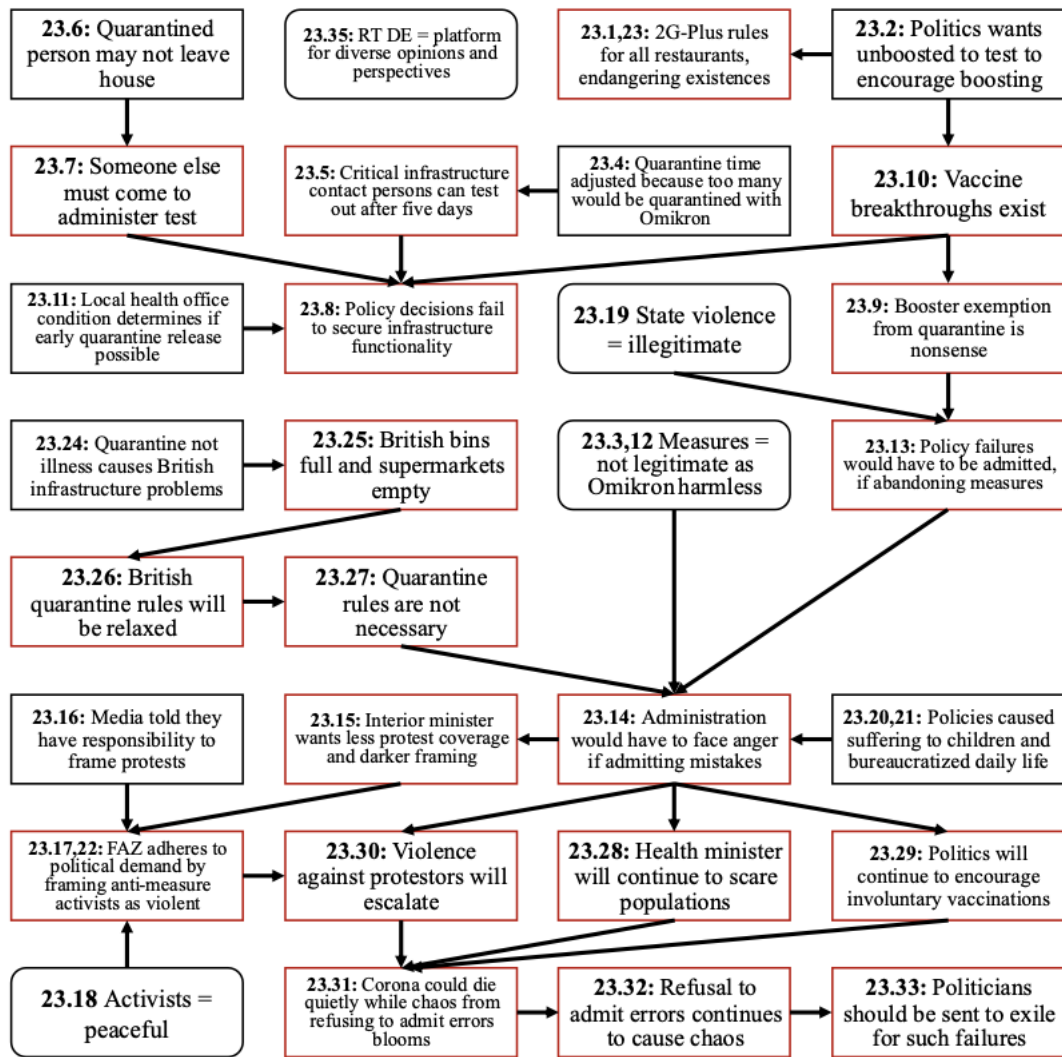 23.6: Quarantined
person may not leave
house
23.35: RT DE = platform
for diverse opinions and
perspectives
23.1,23: 2G-Plus rules
for all restaurants,
endangering existences
23.2: Politics wants
unboosted to test to
encourage boosting
23.7: Someone else
must come to
administer test
23.5: Critical infrastructure
contact persons can test
out after five days
23.4: Quarantine time
adjusted because too many
would be quarantined with
Omikron
23.10: Vaccine
breakthroughs exist
23.11: Local health office
condition determines if
early quarantine release
possible
23.8: Policy decisions fail
to secure infrastructure
functionality
23.19 State violence
= illegitimate
23.9: Booster exemption
from quarantine is
nonsense
23.24: Quarantine not
illness causes British
infrastructure problems
23.25: British bins
full and supermarkets
empty
23.3,12 Measures =
not legitimate as
Omikron harmless
23.13: Policy failures
would have to be admitted,
if abandoning measures
23.26: British
quarantine rules will
be relaxed
23.27: Quarantine
rules are not
necessary
23.16: Media told they
have responsibility to
frame protests
23.15: Interior minister
wants less protest coverage
and darker framing
23.14: Administration
would have to face anger
if admitting mistakes
23.20,21: Policies caused
suffering to children and
bureaucratized daily life
23.17,22: FAZ adheres to
political demand by
framing anti-measure
activists as violent
23.30: Violence
against protestors will
escalate
23.28: Health minister
will continue to scare
populations
23.29: Politics will
continue to encourage
involuntary vaccinations
23.18 Activists =
peaceful
23.31: Corona could die
quietly while chaos from
refusing to admit errors
blooms
23.32: Refusal to
admit errors continues
to cause chaos
23.33: Politicians
should be sent to exile
for such failures